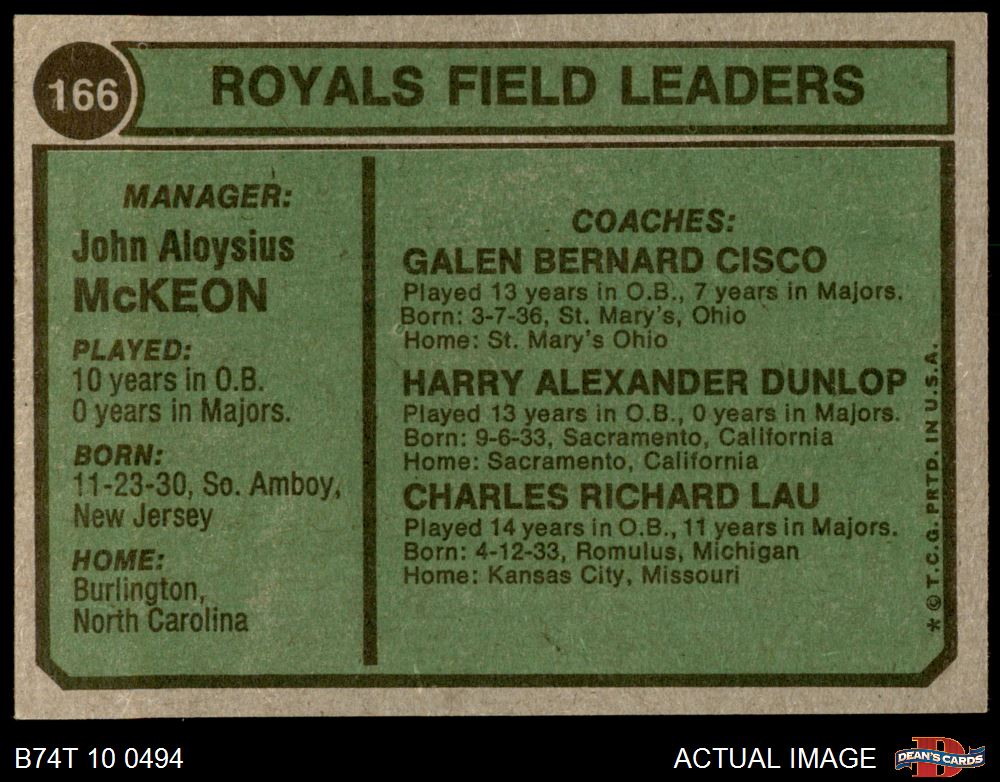 166
ROYALS FIELD LEADERS
MANAGER:
John Aloysius
McKEON
PLAYED:
10 years in O.B.
0 years in Majors.
BORN:
11-23-30, So. Amboy,
New Jersey
HOME:
Burlington,
North Carolina
COACHES:
GALEN BERNARD CISCO
Played 13 years in O.B., 7 years in Majors.
Born: 3-7-36, St. Mary's, Ohio
Home: St. Mary's Ohio
HARRY ALEXANDER DUNLOP
Played 13 years in O.B., 0 years in Majors.
Born: 9-6-33, Sacramento, California
Home: Sacramento, California
CHARLES RICHARD LAU
Played 14 years in O.B., 11 years in Majors.
Born: 4-12-33, Romulus, Michigan
Home: Kansas City, Missouri
* © T.C.G. PRTD. IN U.S.A.
B74T 10 0494
ACTUAL IMAGE
D
DEAN'S CARDS